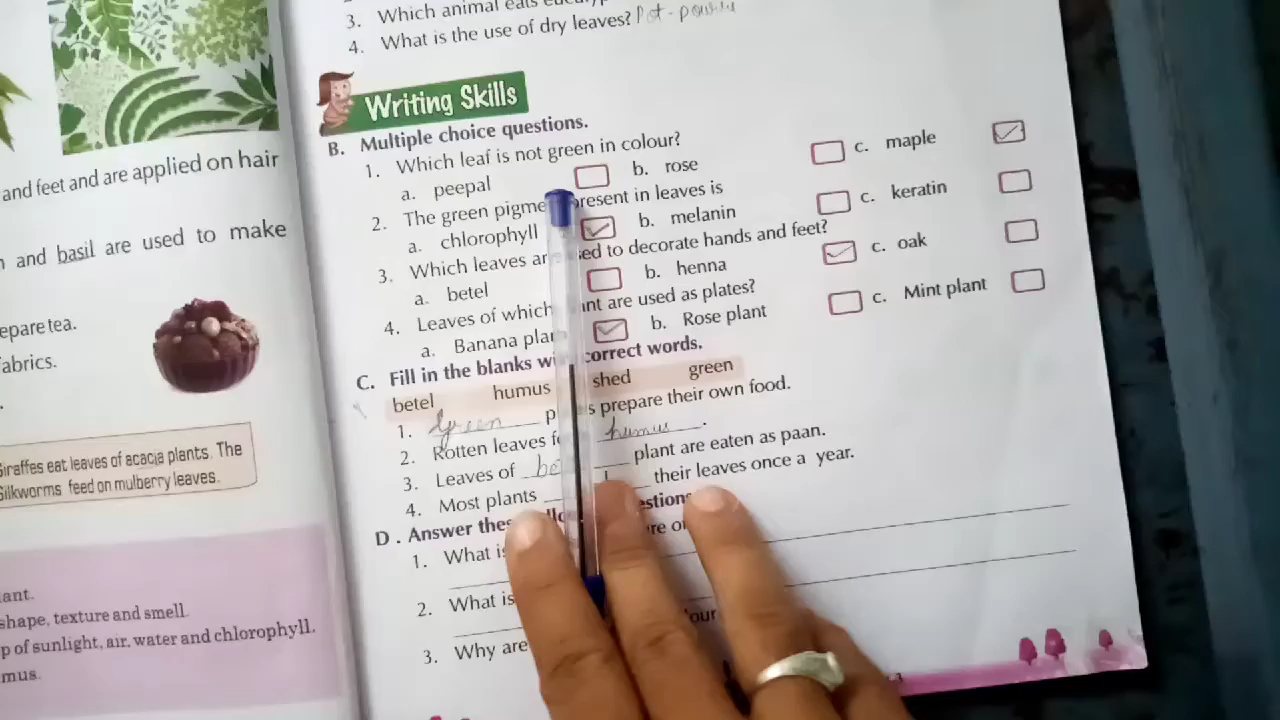 and feet and are applied on hair
and basil are used to make
epare tea.
abrics.
Giraffes eat leaves of acacia plants. The
Silkworms feed on mulberry leaves.
ant.
shape, texture and smell.
p of sunlight, air, water and chlorophyll.
mus.
3. Which animal eats
4. What is the use of dry leaves? Pot-pourri
Writing Skills
B. Multiple choice questions.
1. Which leaf is not green in colour?
a. peepal b. rose c. maple
2. The green pigme present in leaves is
a. chlorophyll b. melanin c. keratin
3. Which leaves are sed to decorate hands and feet?
a. betel b. henna c. oak
4. Leaves of which nt are used as plates?
a. Banana pla b. Rose plant c. Mint plant
C. Fill in the blanks wi correct words.
betel humus shed green
1. Green p s prepare their own food.
2. Rotten leaves f humus.
3. Leaves of be plant are eaten as paan.
4. Most plants their leaves once a year.
D. Answer these estions
1. What is
2. What is our
3. Why are